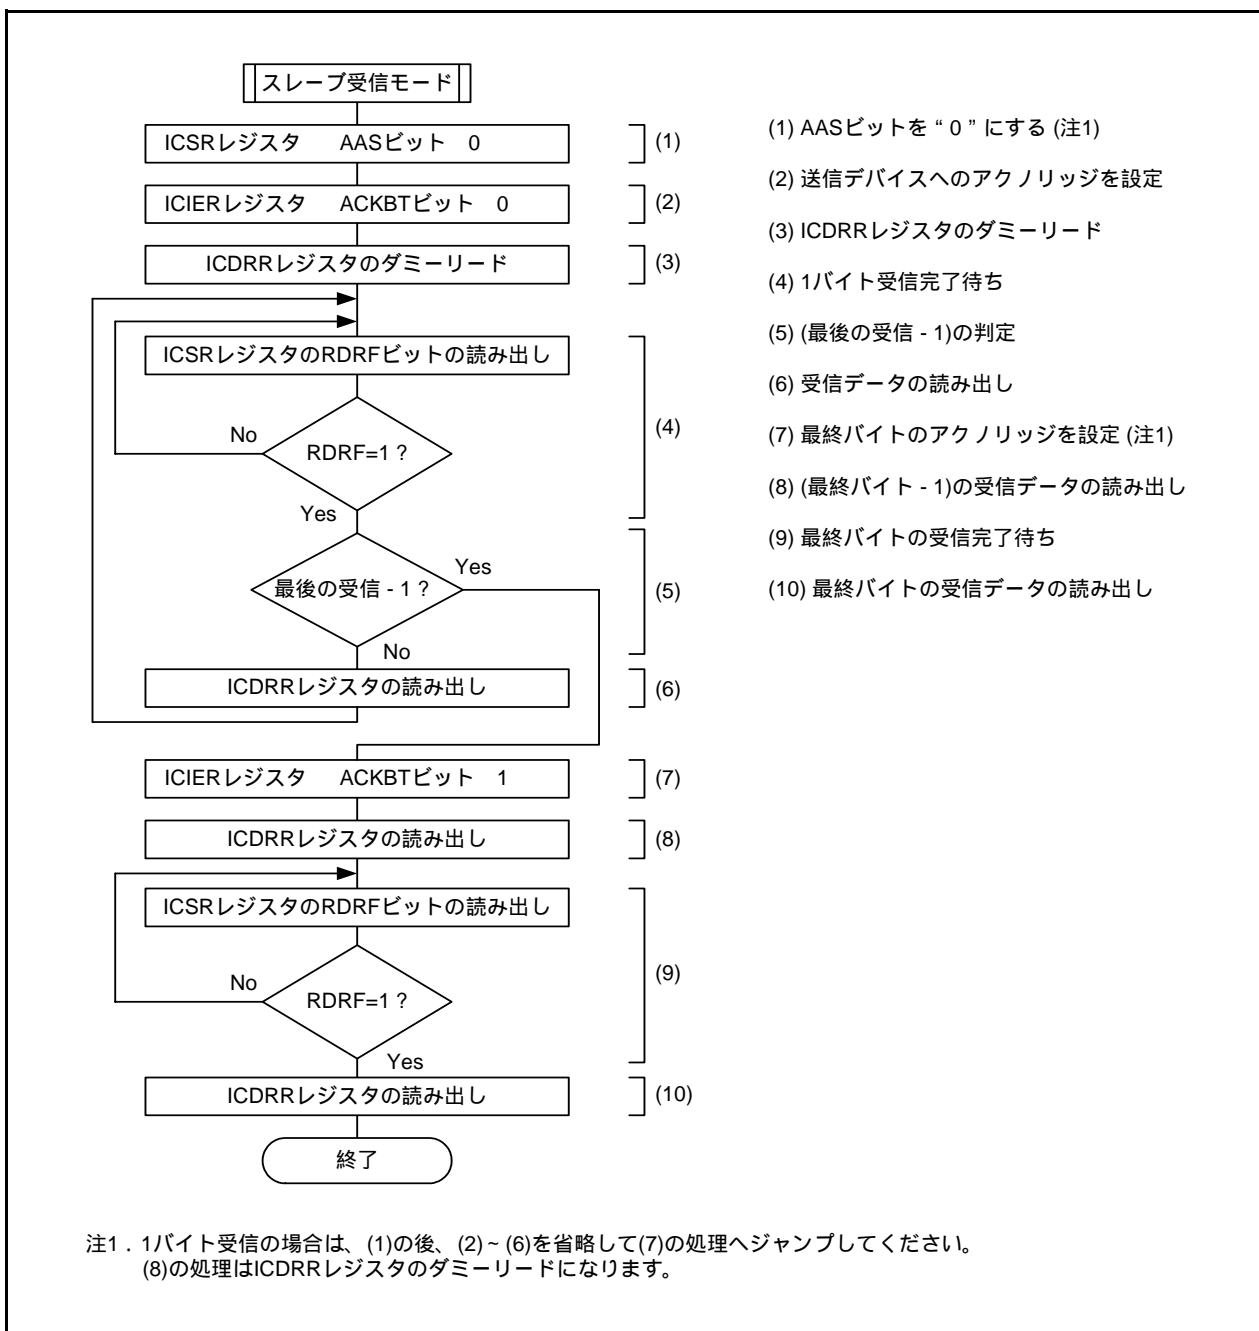 スレーブ受信モード
ICSRレジスタ AASビット 0
(1)
ICIERレジスタ ACKBTビット 0
(2)
ICDRRレジスタのダミーリード
(3)
ICSRレジスタのRDRFビットの読み出し
RDRF=1 ?
No
Yes
(4)
最後の受信 - 1 ?
Yes
No
(5)
ICDRRレジスタの読み出し
(6)
ICIERレジスタ ACKBTビット 1
(7)
ICDRRレジスタの読み出し
(8)
ICSRレジスタのRDRFビットの読み出し
RDRF=1 ?
No
Yes
(9)
ICDRRレジスタの読み出し
(10)
終了
(1) AASビットを “ 0 ” にする (注1)
(2) 送信デバイスへのアクノリッジを設定
(3) ICDRRレジスタのダミーリード
(4) 1バイト受信完了待ち
(5) (最後の受信 - 1)の判定
(6) 受信データの読み出し
(7) 最終バイトのアクノリッジを設定 (注1)
(8) (最終バイト - 1)の受信データの読み出し
(9) 最終バイトの受信完了待ち
(10) 最終バイトの受信データの読み出し
注1．1バイト受信の場合は、(1)の後、(2) ~ (6)を省略して(7)の処理へジャンプしてください。
(8)の処理はICDRRレジスタのダミーリードになります。